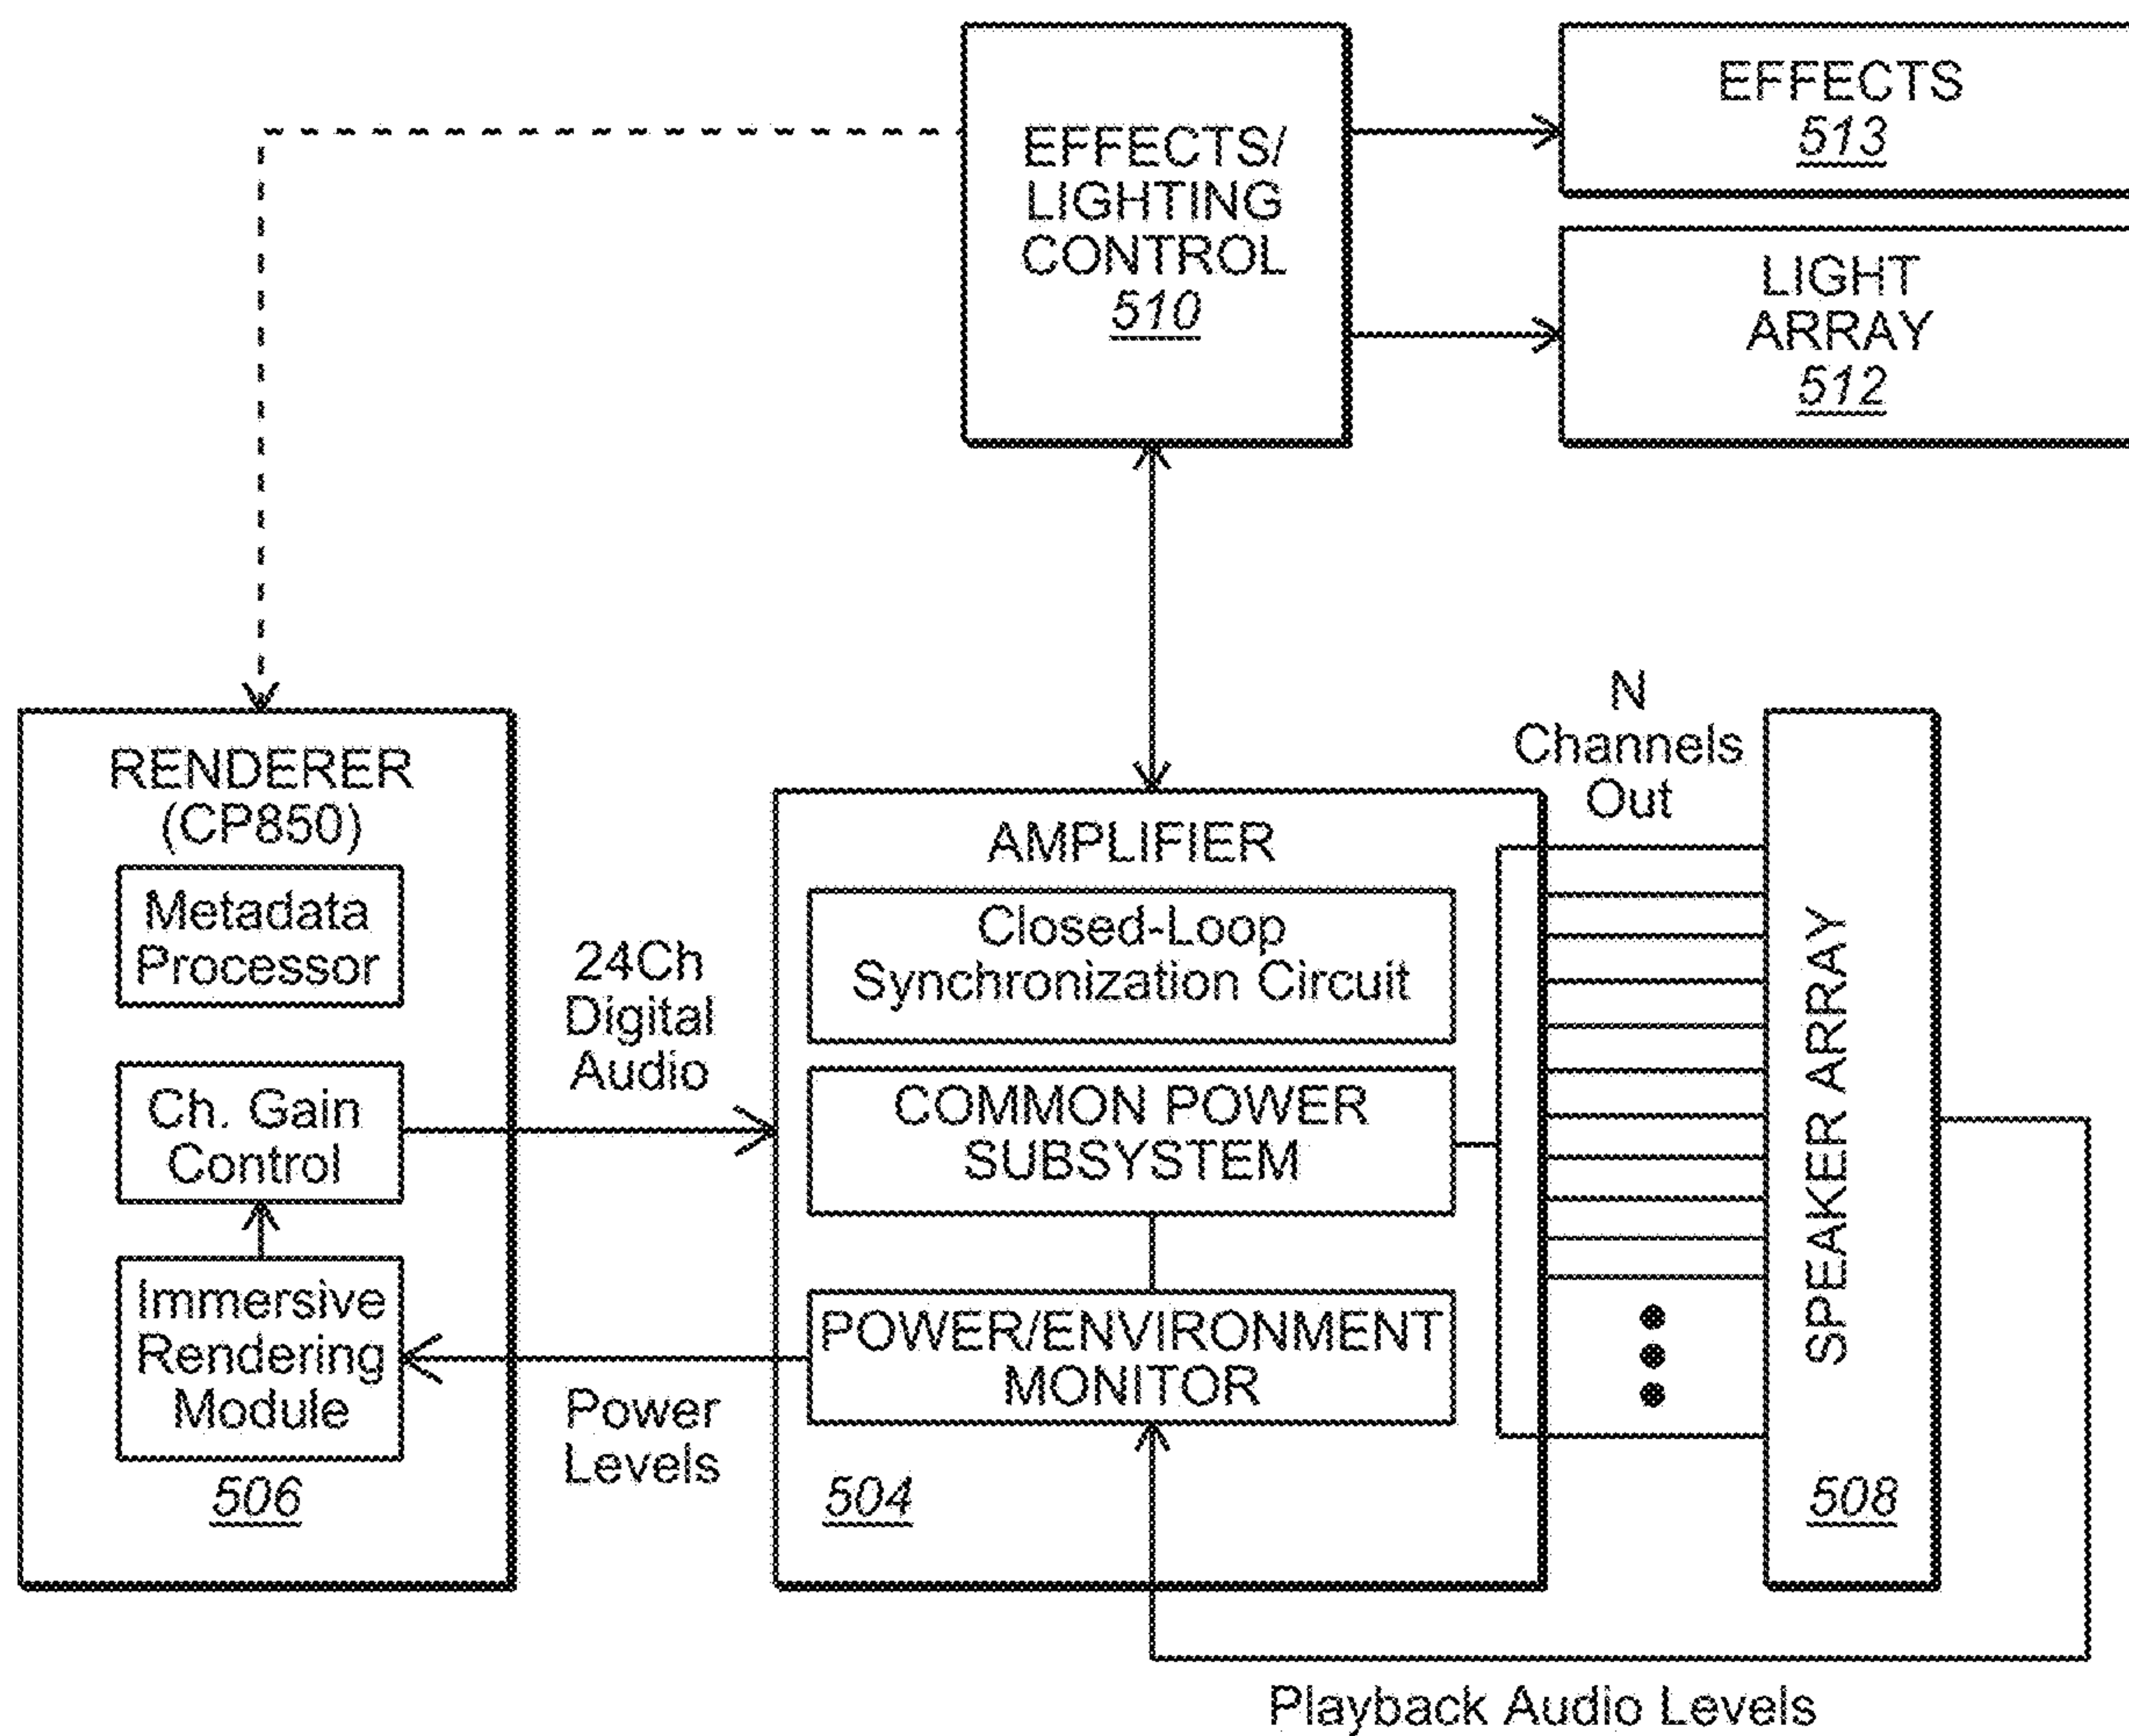 EFFECTS/
LIGHTING
CONTROL
510
EFFECTS
513
LIGHT
ARRAY
512
RENDERER
(CP850)
Metadata
Processor
Ch. Gain
Control
Immersive
Rendering
Module
506
24Ch
Digital
Audio
Power
Levels
AMPLIFIER
Closed-Loop
Synchronization Circuit
COMMON POWER
SUBSYSTEM
POWER/ENVIRONMENT
MONITOR
504
N
Channels
Out
SPEAKER ARRAY
508
Playback Audio Levels